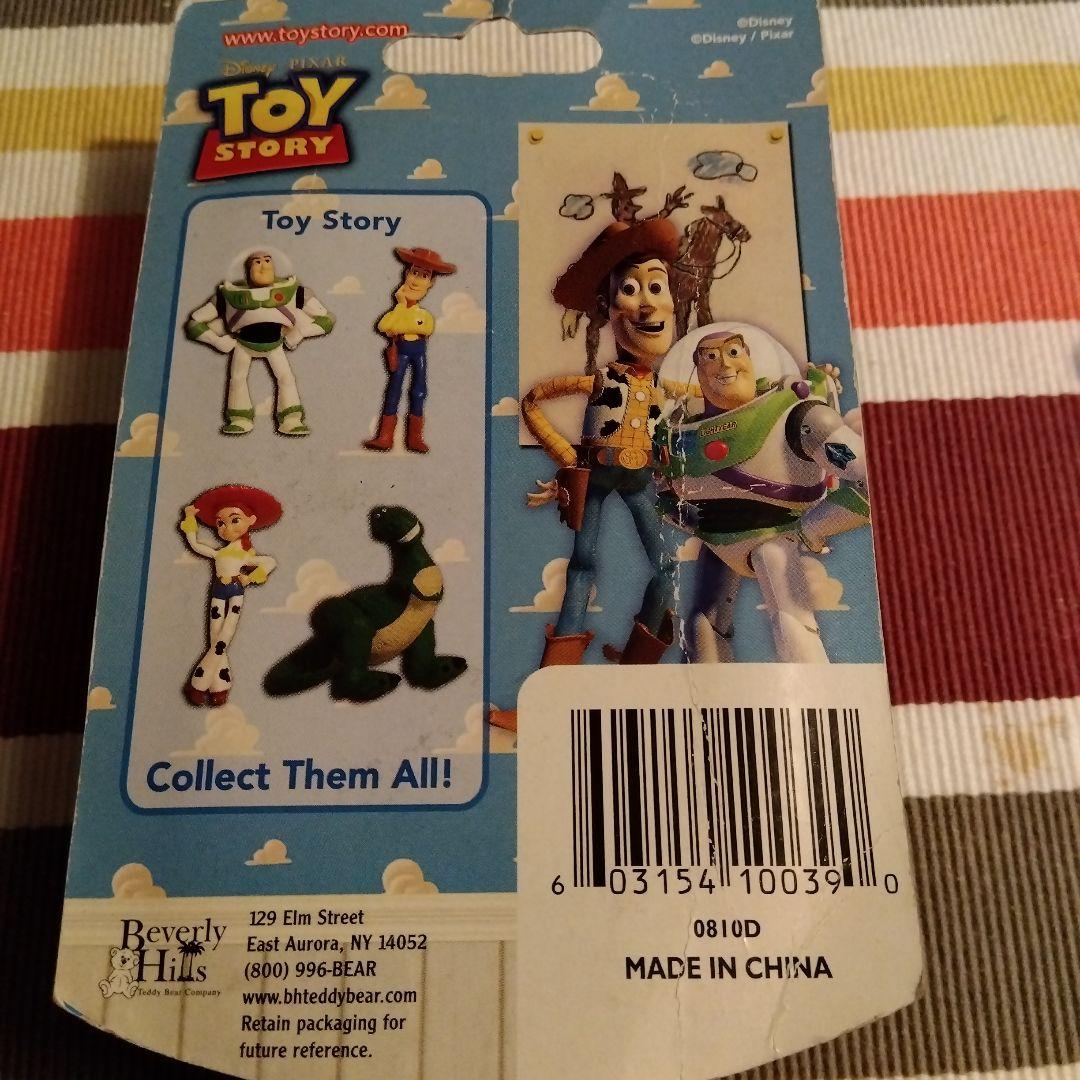 www.toystory.com
©Disney
©Disney / Pixar
Disney PIXAR
TOY
STORY
Toy Story
LIGHTYEAR
Collect Them All!
6 03154 10039 0
0810D
MADE IN CHINA
Beverly
Hills
Teddy Bear Company
129 Elm Street
East Aurora, NY 14052
(800) 996-BEAR
www.bhteddybear.com
Retain packaging for
future reference.